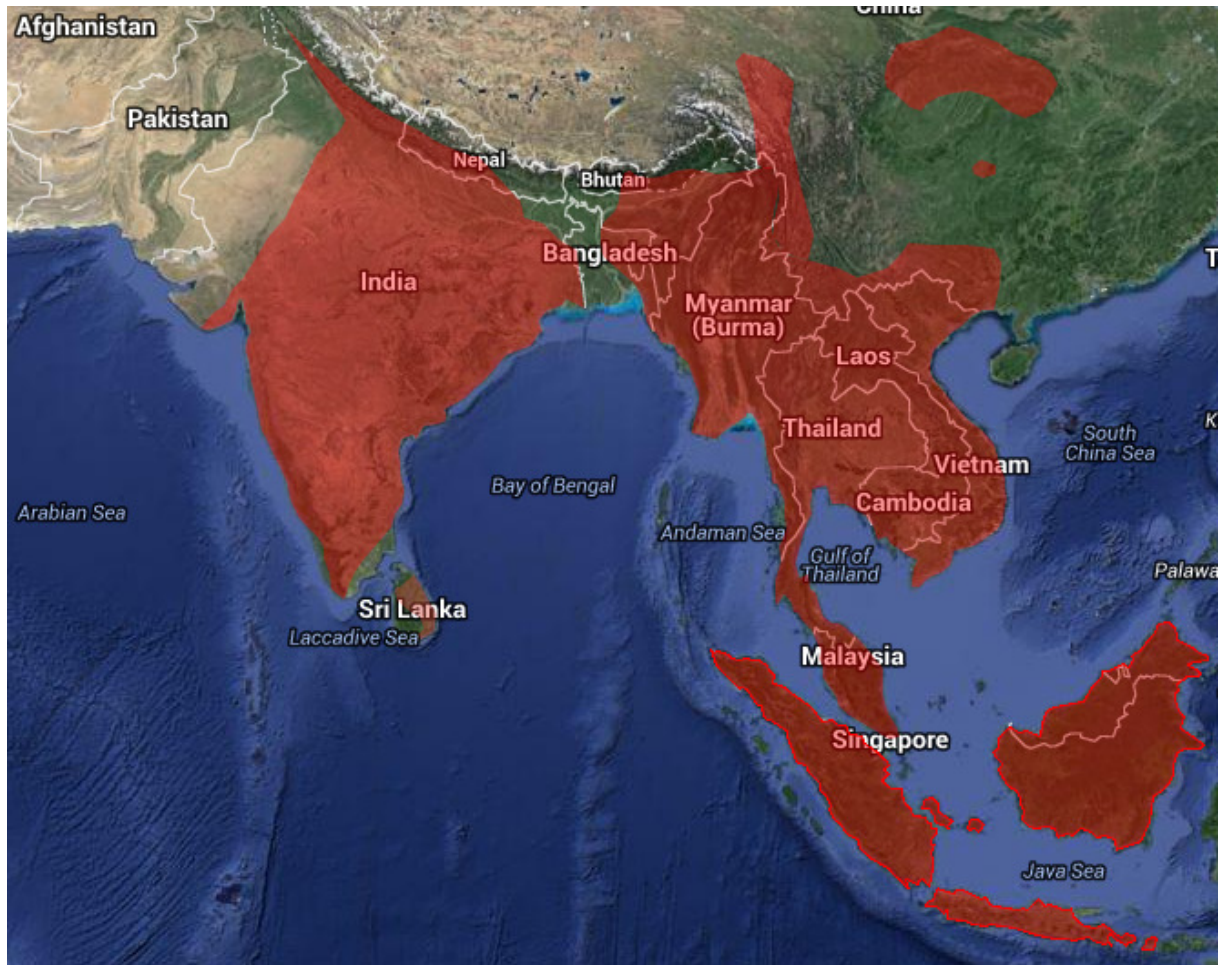 China
Afghanistan
Pakistan
Nepal
Bhutan
Bangladesh
India
Myanmar
(Burma)
Laos
Thailand
Vietnam
Cambodia
South
China Sea
Bay of Bengal
Arabian Sea
Andaman Sea
Gulf of
Thailand
Palawa
Sri Lanka
Laccadive Sea
Malaysia
Singapore
Java Sea